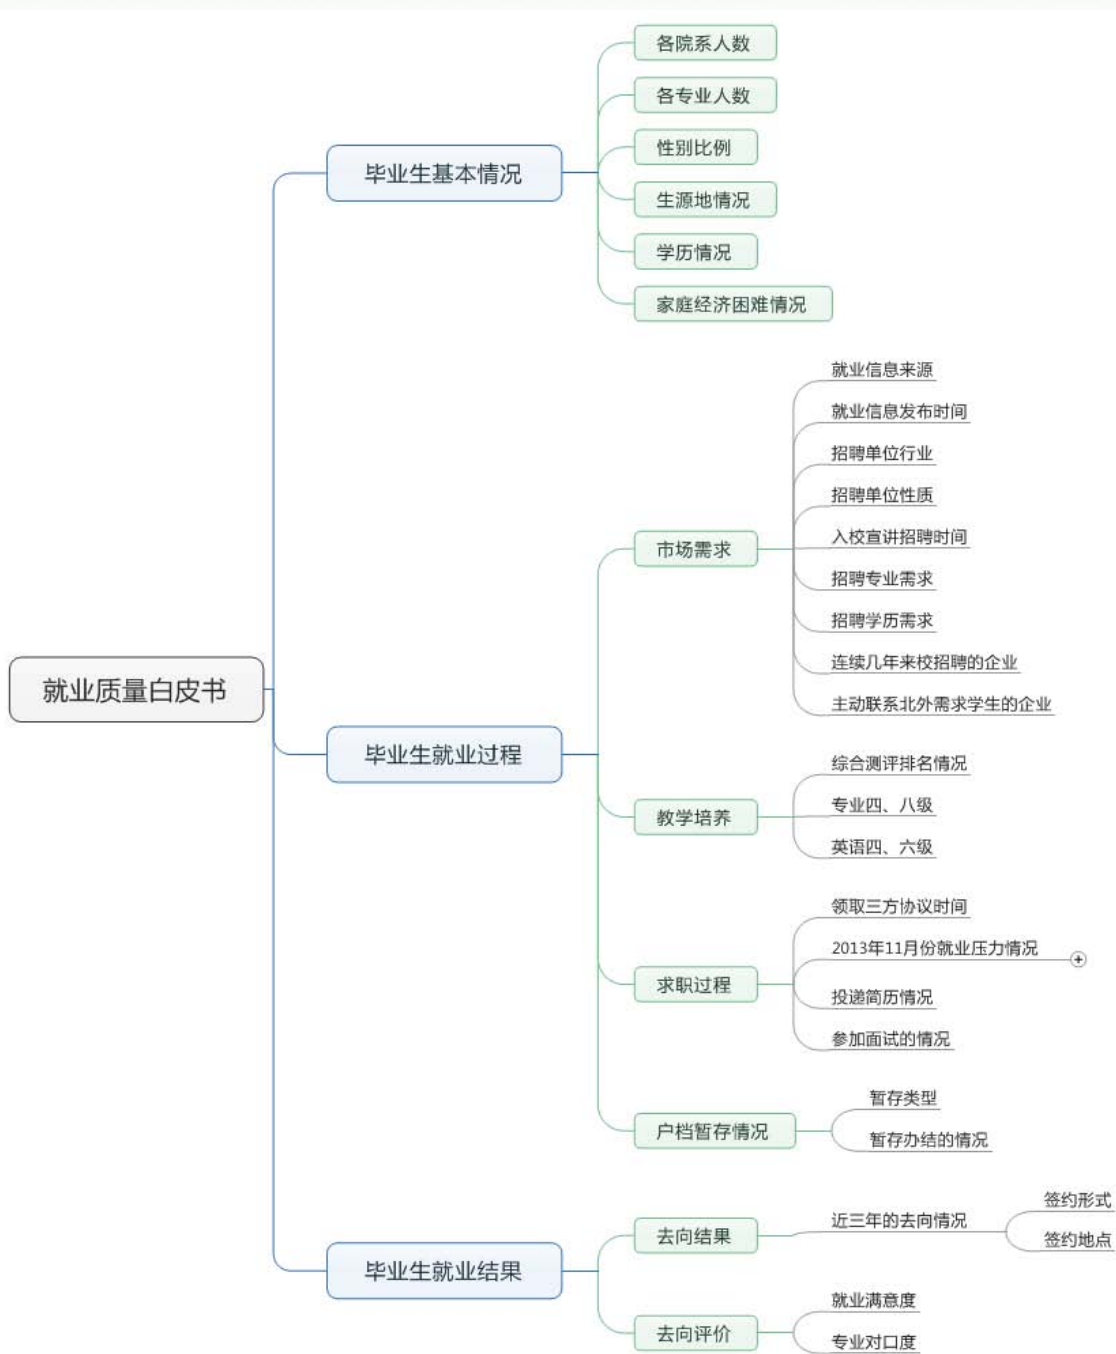 各院系人数
各专业人数
性别比例
毕业生基本情况
生源地情况
学历情况
家庭经济困难情况
就业信息来源
就业信息发布时间
招聘单位行业
招聘单位性质
入校宣讲招聘时间
市场需求
招聘专业需求
招聘学历需求
连续几年来校招聘的企业
主动联系北外需求学生的企业
就业质量白皮书
毕业生就业过程
综合测评排名情况
专业四、八级
教学培养
英语四、六级
领取三方协议时间
2013年11月份就业压力情况
求职过程
投递简历情况
参加面试的情况
暂存类型
户档暂存情况
暂存办结的情况
签约形式
近三年的去向情况
去向结果
签约地点
毕业生就业结果
就业满意度
去向评价
专业对口度